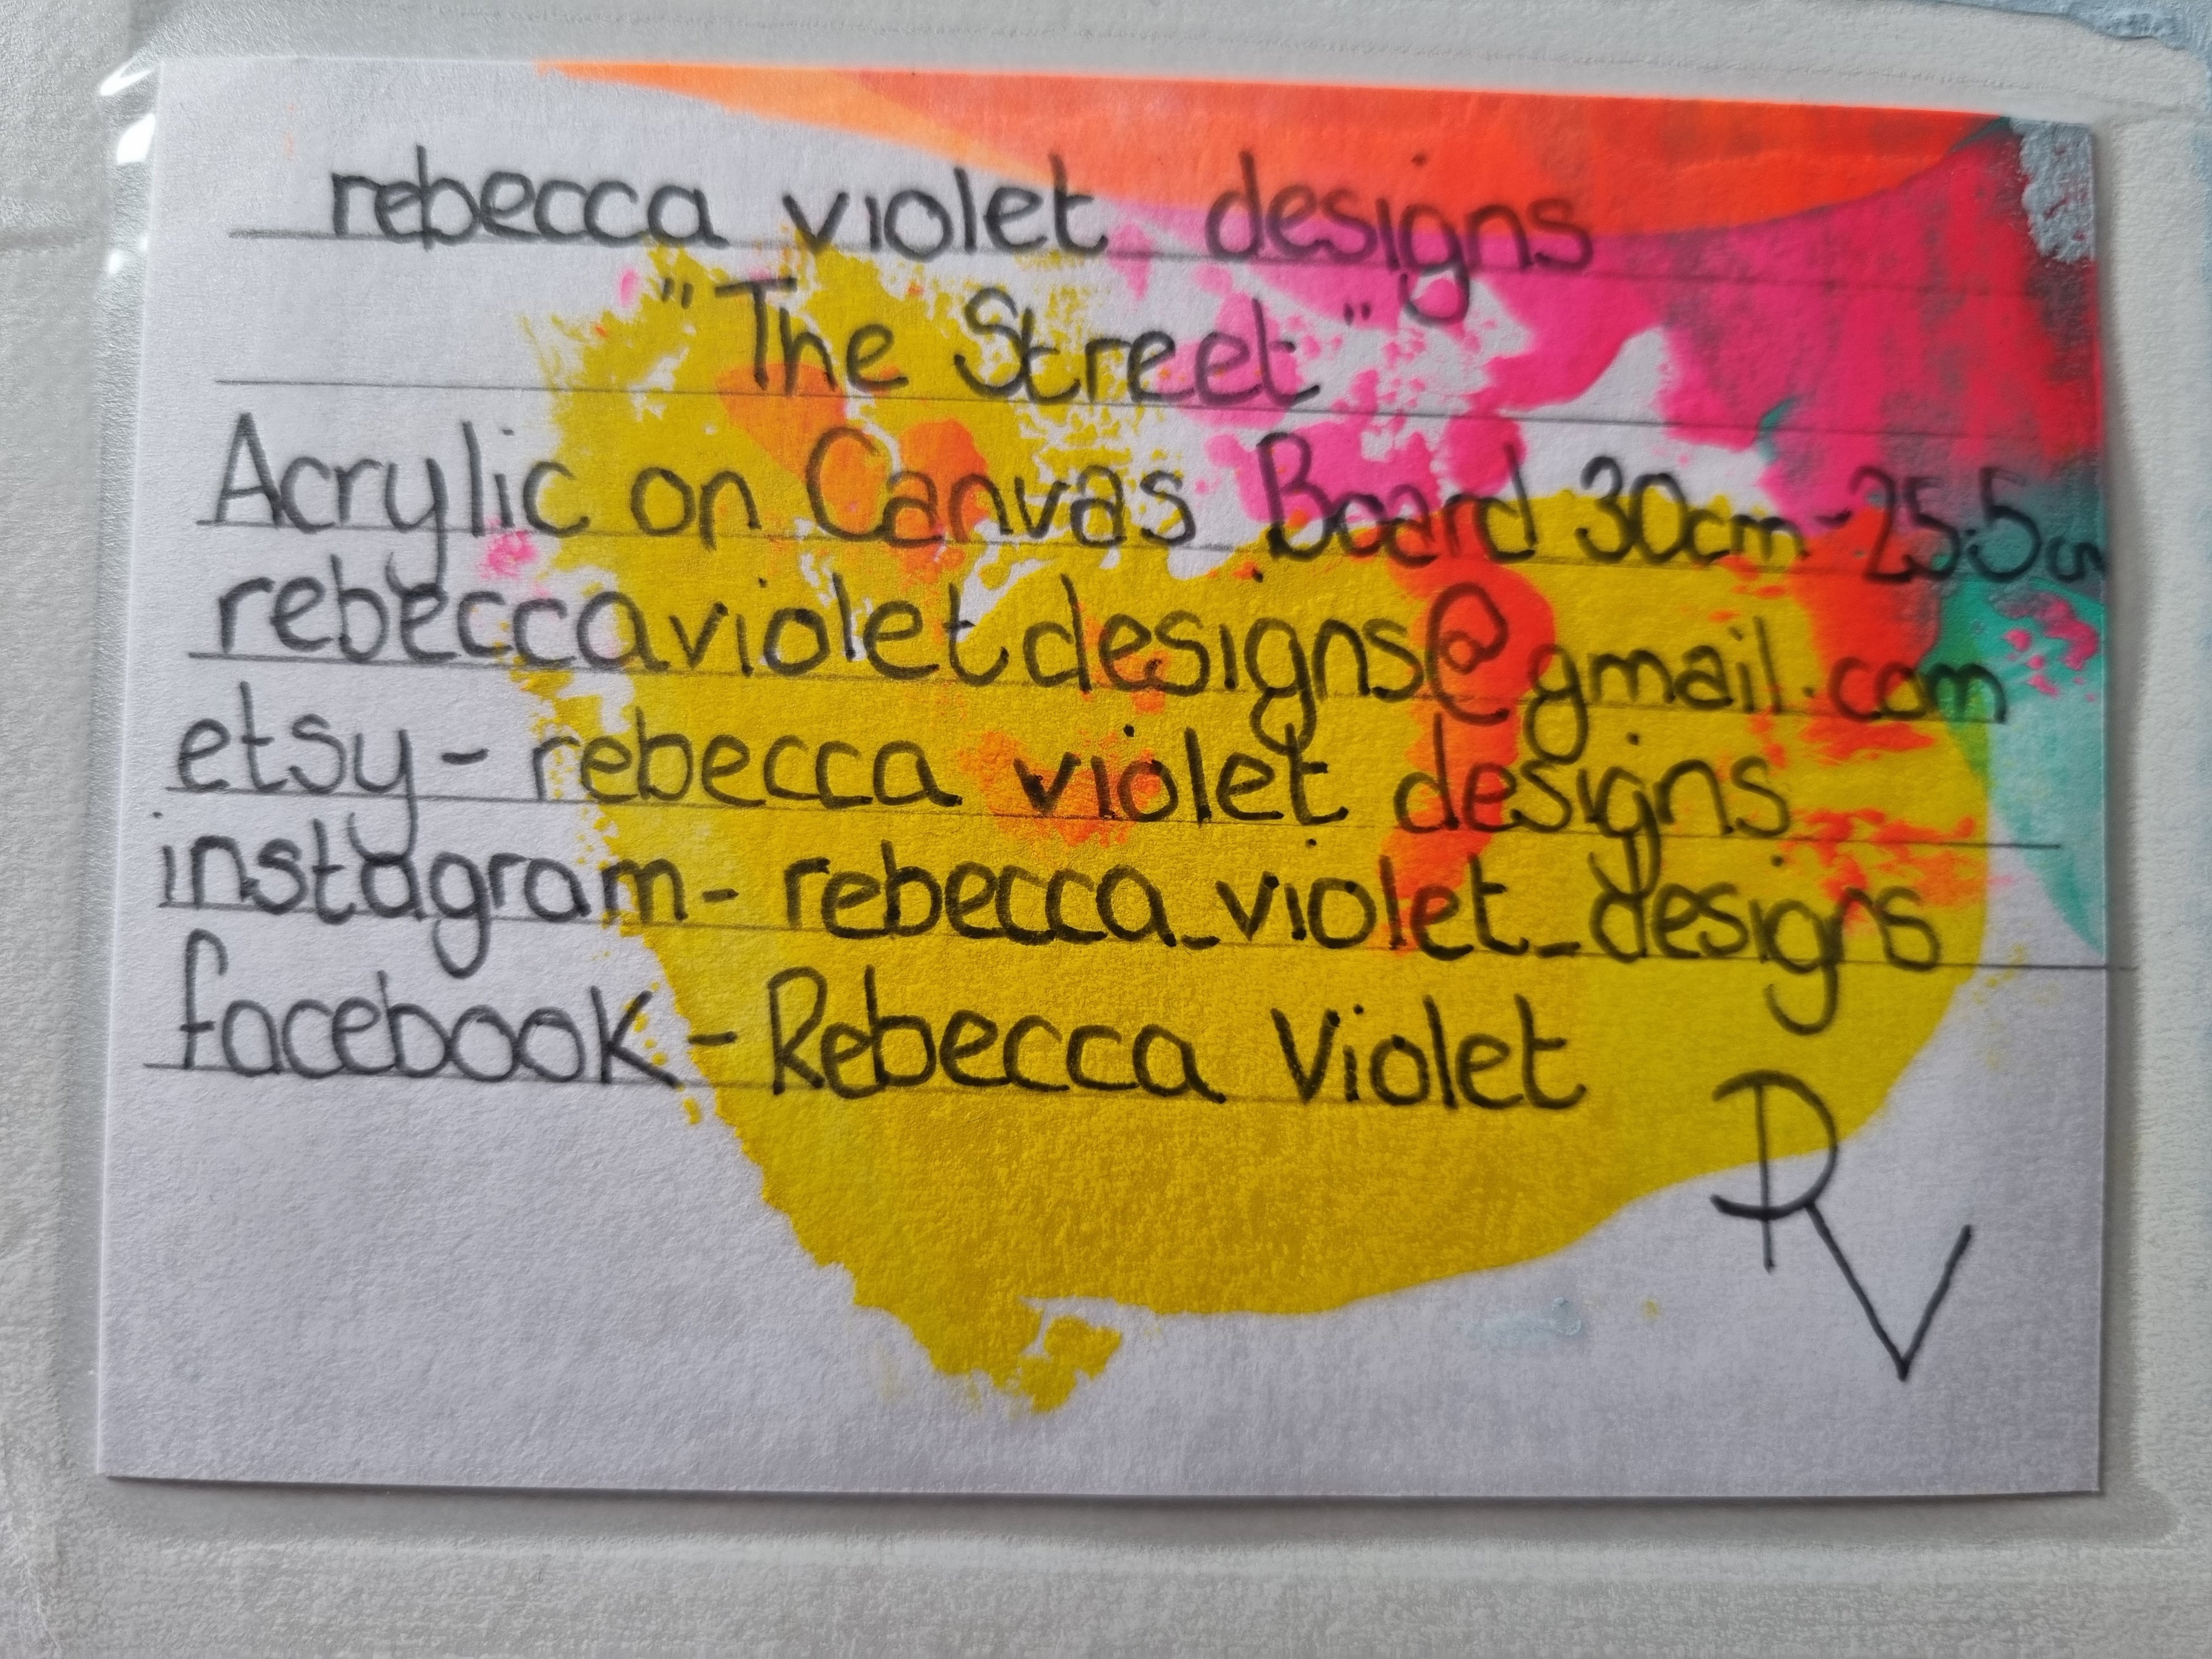 rebecca violet designs
"The Street"
Acrylic on Canvas Board 30cm-25.5cm
rebeccavioletdesigns@gmail.com
etsy- rebecca violet designs
instagram- rebecca_violet_designs
facebook - Rebecca Violet
RV